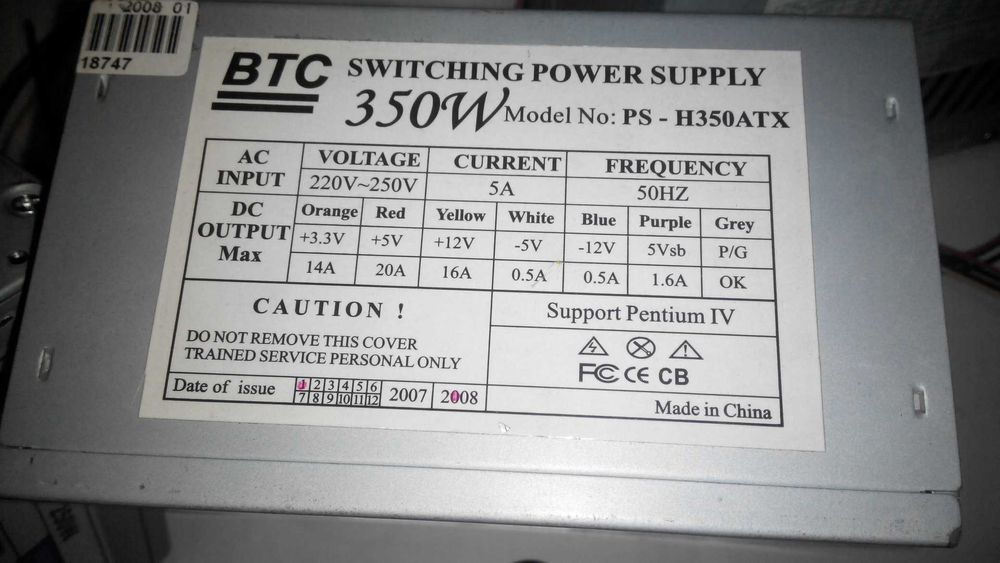 1 2008 01
18747
BTC SWITCHING POWER SUPPLY
350W Model No: PS - H350ATX
AC INPUT VOLTAGE CURRENT FREQUENCY
220V~250V 5A 50HZ
DC OUTPUT Max Orange Red Yellow White Blue Purple Grey
+3.3V +5V +12V -5V -12V 5Vsb P/G
14A 20A 16A 0.5A 0.5A 1.6A OK
CAUTION !
DO NOT REMOVE THIS COVER
TRAINED SERVICE PERSONAL ONLY
Support Pentium IV
FC CE CB
Date of issue 1 2 3 4 5 6 2007 2008
7 8 9 10 11 12
Made in China